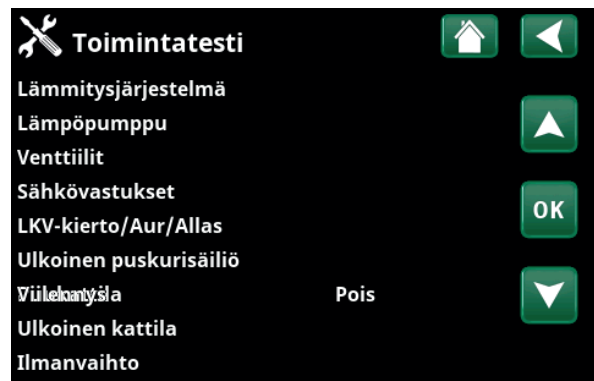 Toimintatesti
Lämmitysjärjestelmä
Lämpöpumppu
Venttiilit
Sähkövastukset
LKV-kierto/Aur/Allas
OK
Ulkoinen puskurisäiliö
Pois
Ulkoinen kattila
Ilmanvaihto